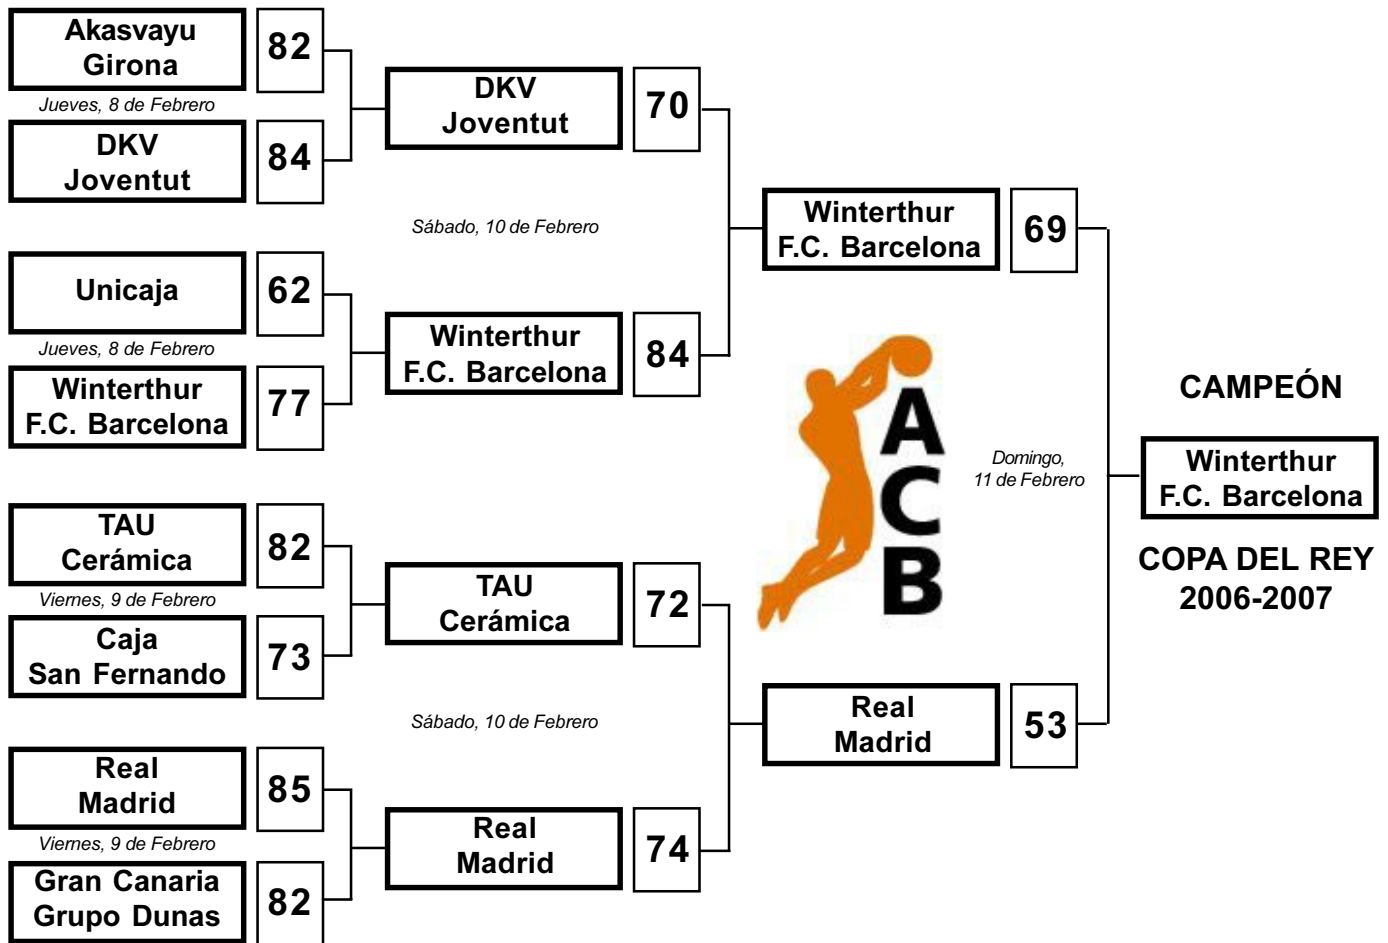 Akasvayu
Girona
82
Jueves, 8 de Febrero
DKV
Joventut
84
Unicaja
62
Jueves, 8 de Febrero
Winterthur
F.C. Barcelona
77
TAU
Cerámica
82
Viernes, 9 de Febrero
Caja
San Fernando
73
Real
Madrid
85
Viernes, 9 de Febrero
Gran Canaria
Grupo Dunas
82
DKV
Joventut
70
Sábado, 10 de Febrero
Winterthur
F.C. Barcelona
84
TAU
Cerámica
72
Sábado, 10 de Febrero
Real
Madrid
74
Winterthur
F.C. Barcelona
69
A
C
B
Domingo,
11 de Febrero
Real
Madrid
53
CAMPEÓN
Winterthur
F.C. Barcelona
COPA DEL REY
2006-2007